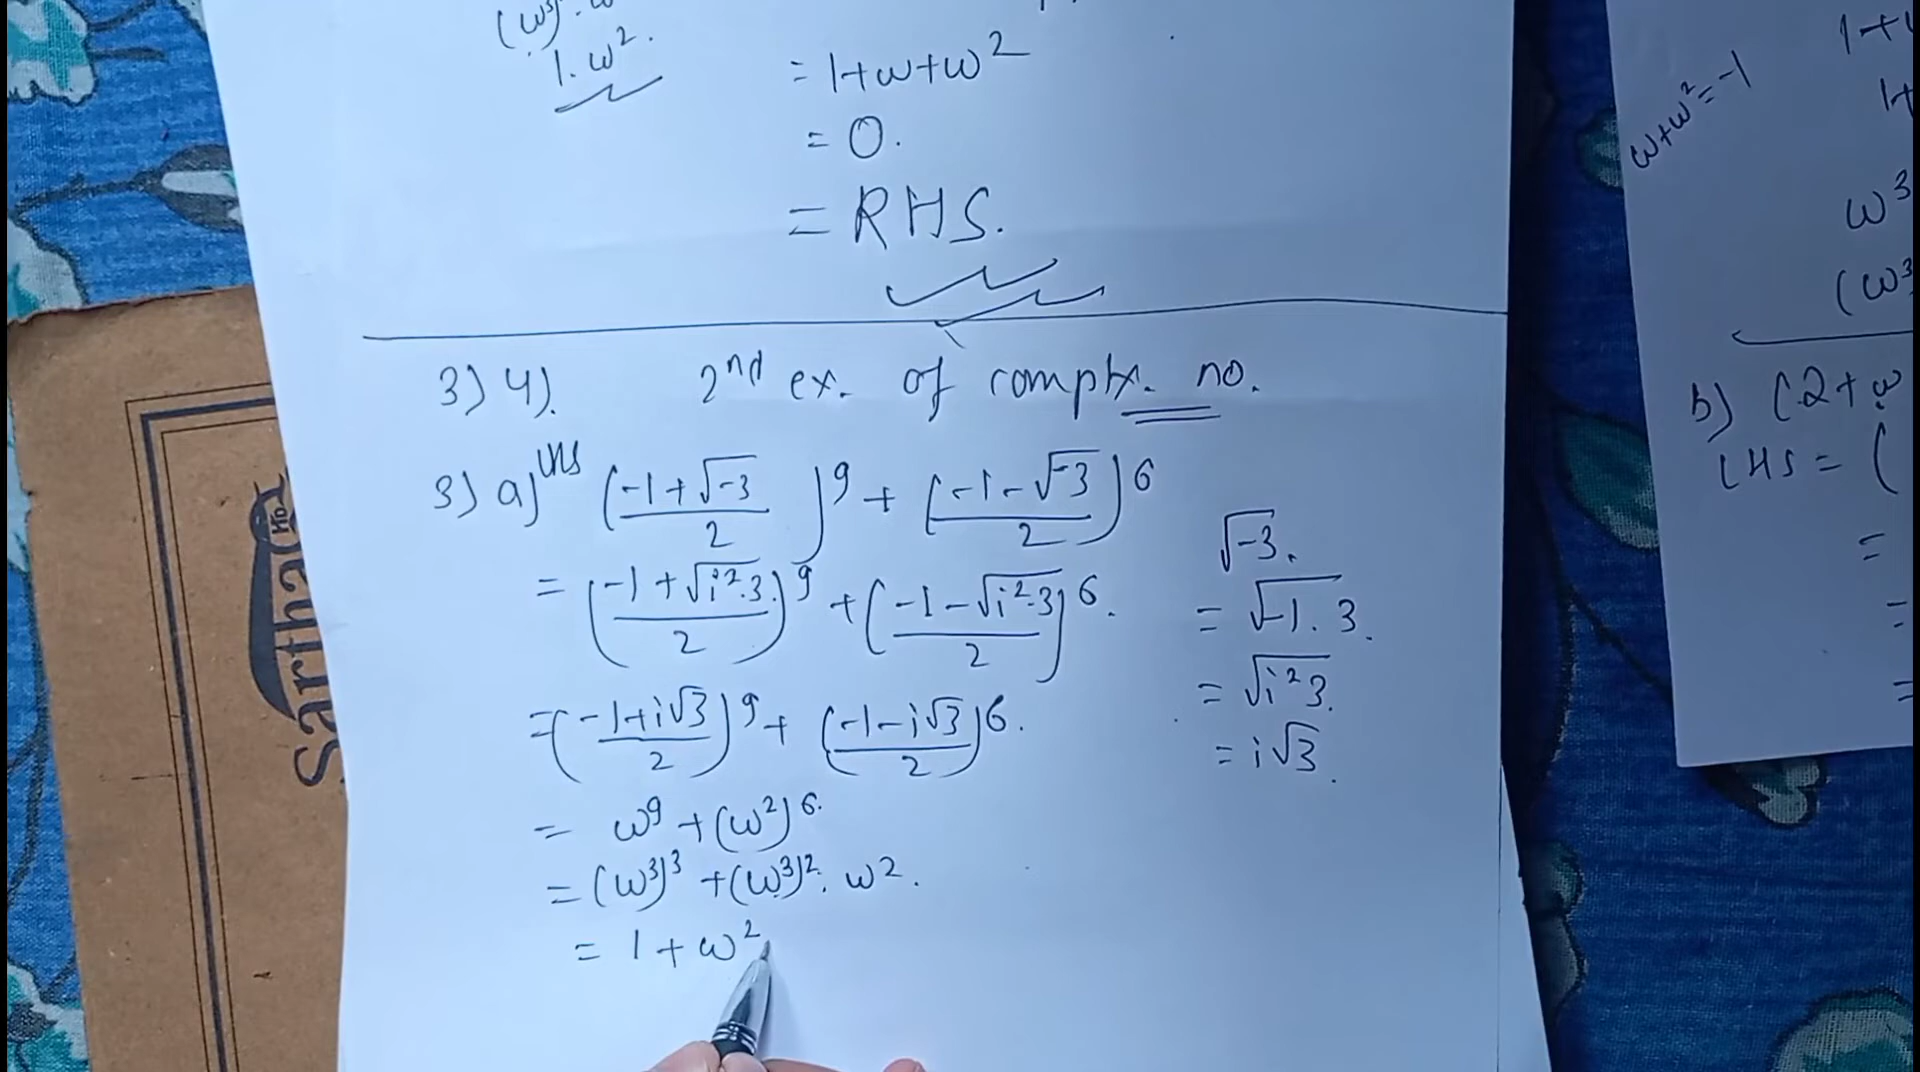 1. ω².
= 1+ω+ω²
= 0.
= RHS.
3) 4). 2nd ex. of complx. no.
3) a) LHS (-1+√-3 / 2)⁹ + (-1-√-3 / 2)⁶
= (-1+√i².3. / 2)⁹ + (-1-√i².3 / 2)⁶.
= (-1+i√3 / 2)⁹ + (-1-i√3 / 2)⁶.
= ω⁹ + (ω²)⁶.
= (ω³)³ + (ω³)². ω2.
= 1 + ω²
√-3.
= √-1. 3.
= √i²3.
= i√3.
ω+ω²=-1
ω³
(ω³
b) (2+ω
LHS = (
=
=
=
Sartha